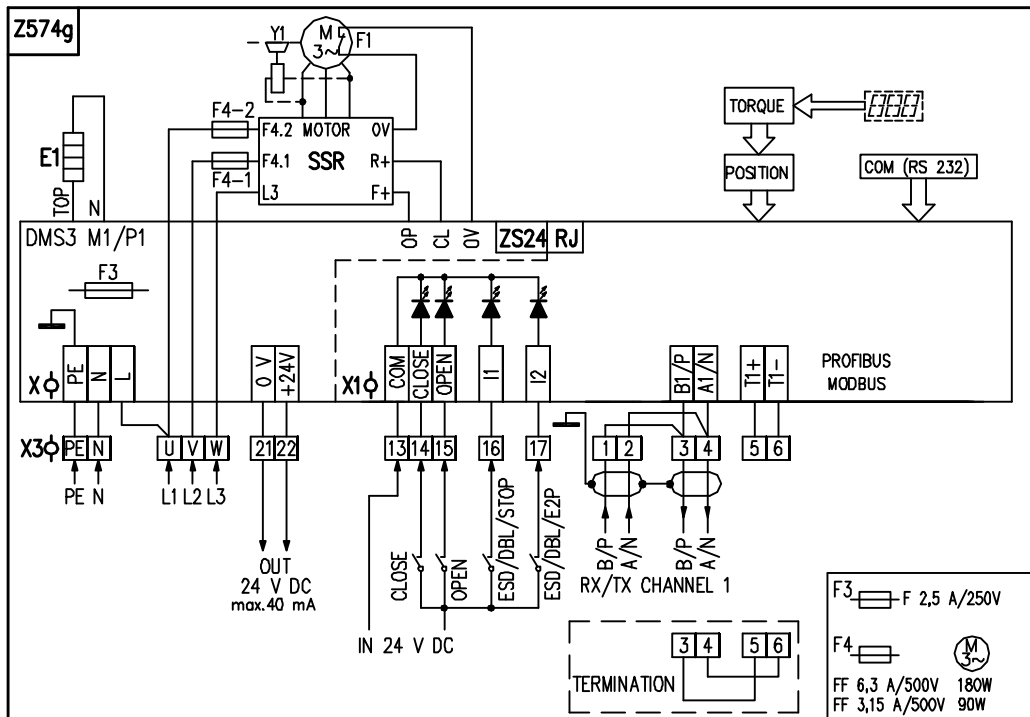 Z574g
Y1
M
3~
F1
F4-2
F4.2 MOTOR 0V
F4.1 SSR R+
F4-1
L3 F+
E1
TOP
N
TORQUE
POSITION
COM (RS 232)
OP
CL
OV
DMS3 M1/P1
ZS24 RJ
F3
X
PE
N
L
0 V
+24V
X1
COM
CLOSE
OPEN
I1
I2
B1/P
A1/N
T1+
T1-
PROFIBUS
MODBUS
X3
PE N U V W 21 22 13 14 15 16 17 1 2 3 4 5 6
PE N L1 L2 L3
OUT
24 V DC
max.40 mA
CLOSE
OPEN
ESD/DBL/STOP
ESD/DBL/E2P
B/P
A/N
B/P
A/N
RX/TX CHANNEL 1
IN 24 V DC
TERMINATION
3 4 5 6
F3 F 2,5 A/250V
F4
M
3~
FF 6,3 A/500V 180W
FF 3,15 A/500V 90W